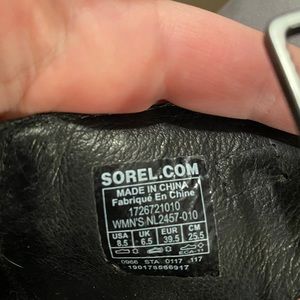 SOREL.COM
MADE IN CHINA
Fabriqué En Chine
1726721010
WMN'S-NL2457-010
USA UK EUR CM
8.5 6.5 39.5 25.5
0966 STA 0117 .117